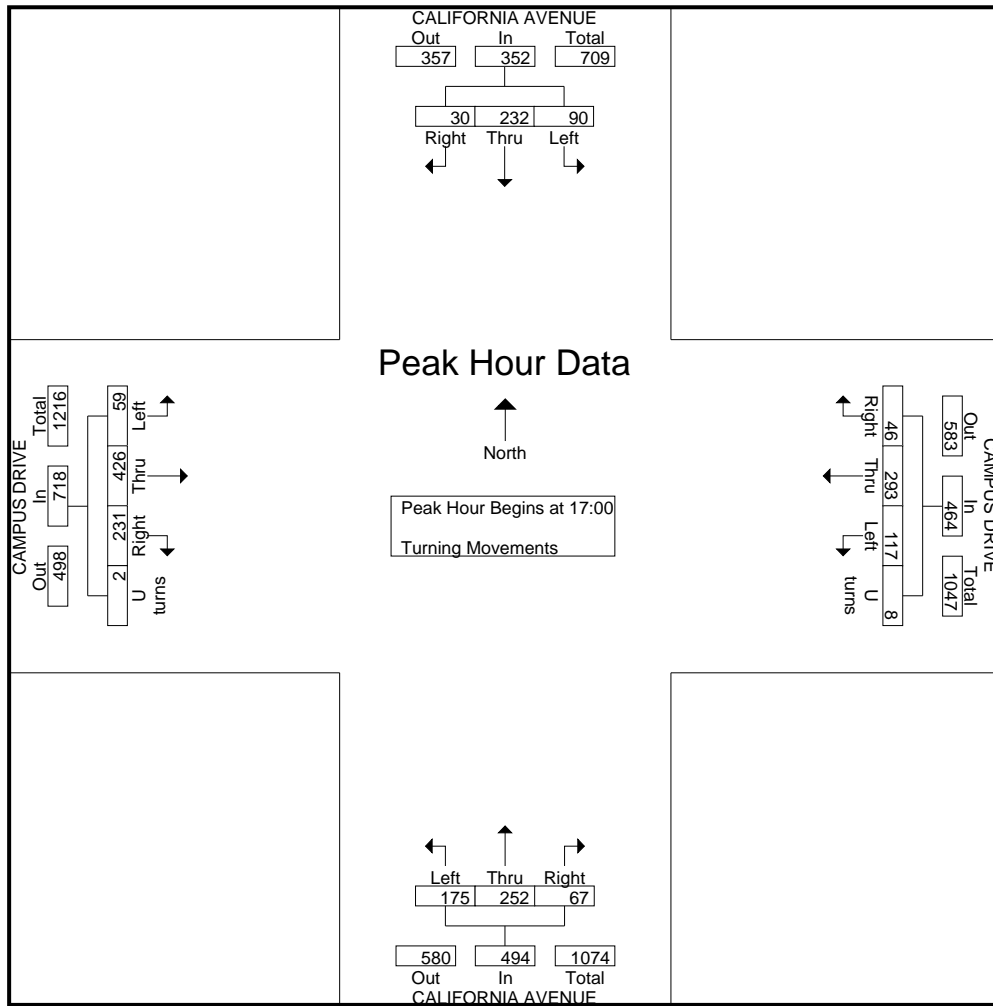 CALIFORNIA AVENUE
Out In Total
357 352 709
30 232 90
Right Thru Left
Peak Hour Data
North
Peak Hour Begins at 17:00
Turning Movements
CAMPUS DRIVE
Out In Total
498 718 1216
59 426 231 2
Left Thru Right U turns
CAMPUS DRIVE
Out In Total
583 464 1047
46 293 117 8
Right Thru Left U turns
Left Thru Right
175 252 67
580 494 1074
Out In Total
CALIFORNIA AVENUE